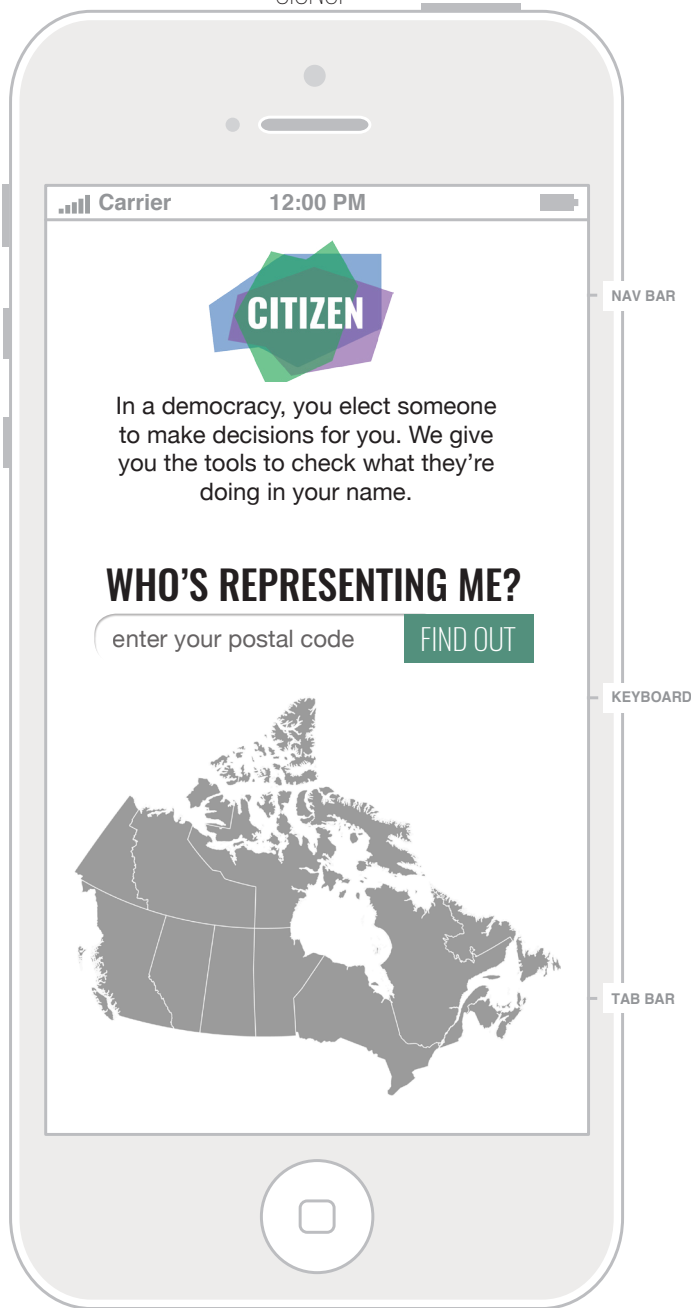 SIGNUP
Carrier 12:00 PM
CITIZEN
NAV BAR
In a democracy, you elect someone
to make decisions for you. We give
you the tools to check what they’re
doing in your name.
WHO’S REPRESENTING ME?
enter your postal code FIND OUT
KEYBOARD
TAB BAR